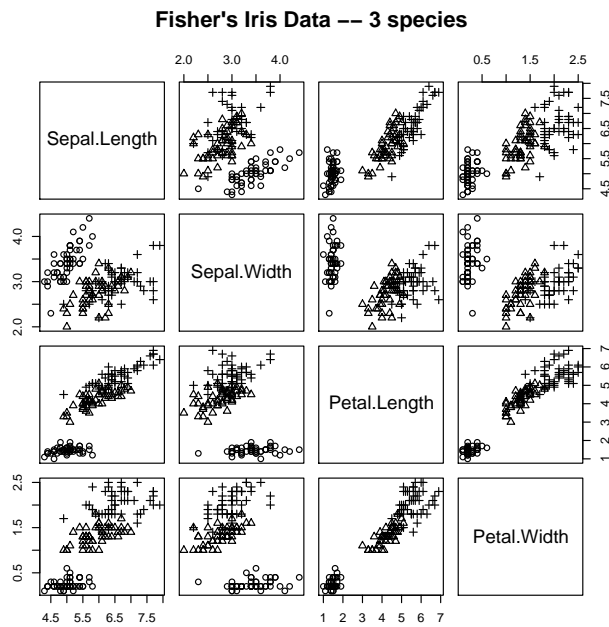 Fisher's Iris Data −− 3 species
2.0 3.0 4.0
0.5 1.5 2.5
Sepal.Length
4.5 5.5 6.5 7.5
2.0 3.0 4.0
Sepal.Width
Petal.Length
1 2 3 4 5 6 7
0.5 1.5 2.5
Petal.Width
4.5 5.5 6.5 7.5
1 2 3 4 5 6 7